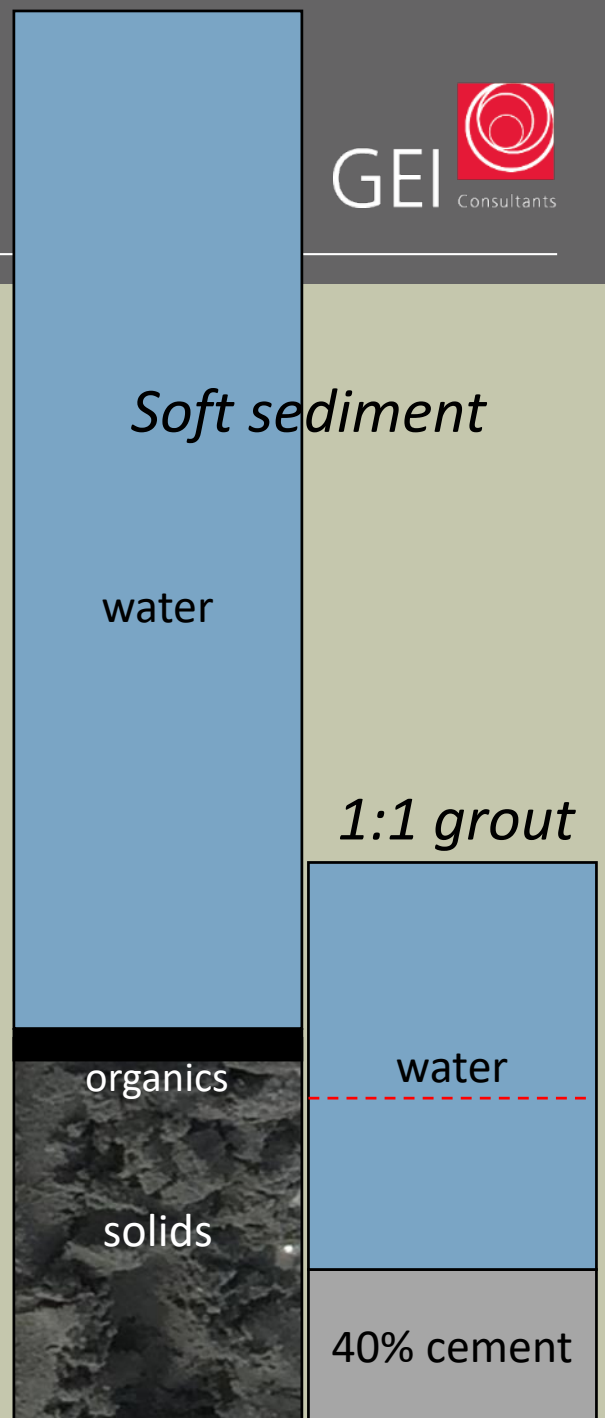 GEI
Consultants
Soft sediment
water
1:1 grout
water
organics
solids
40% cement